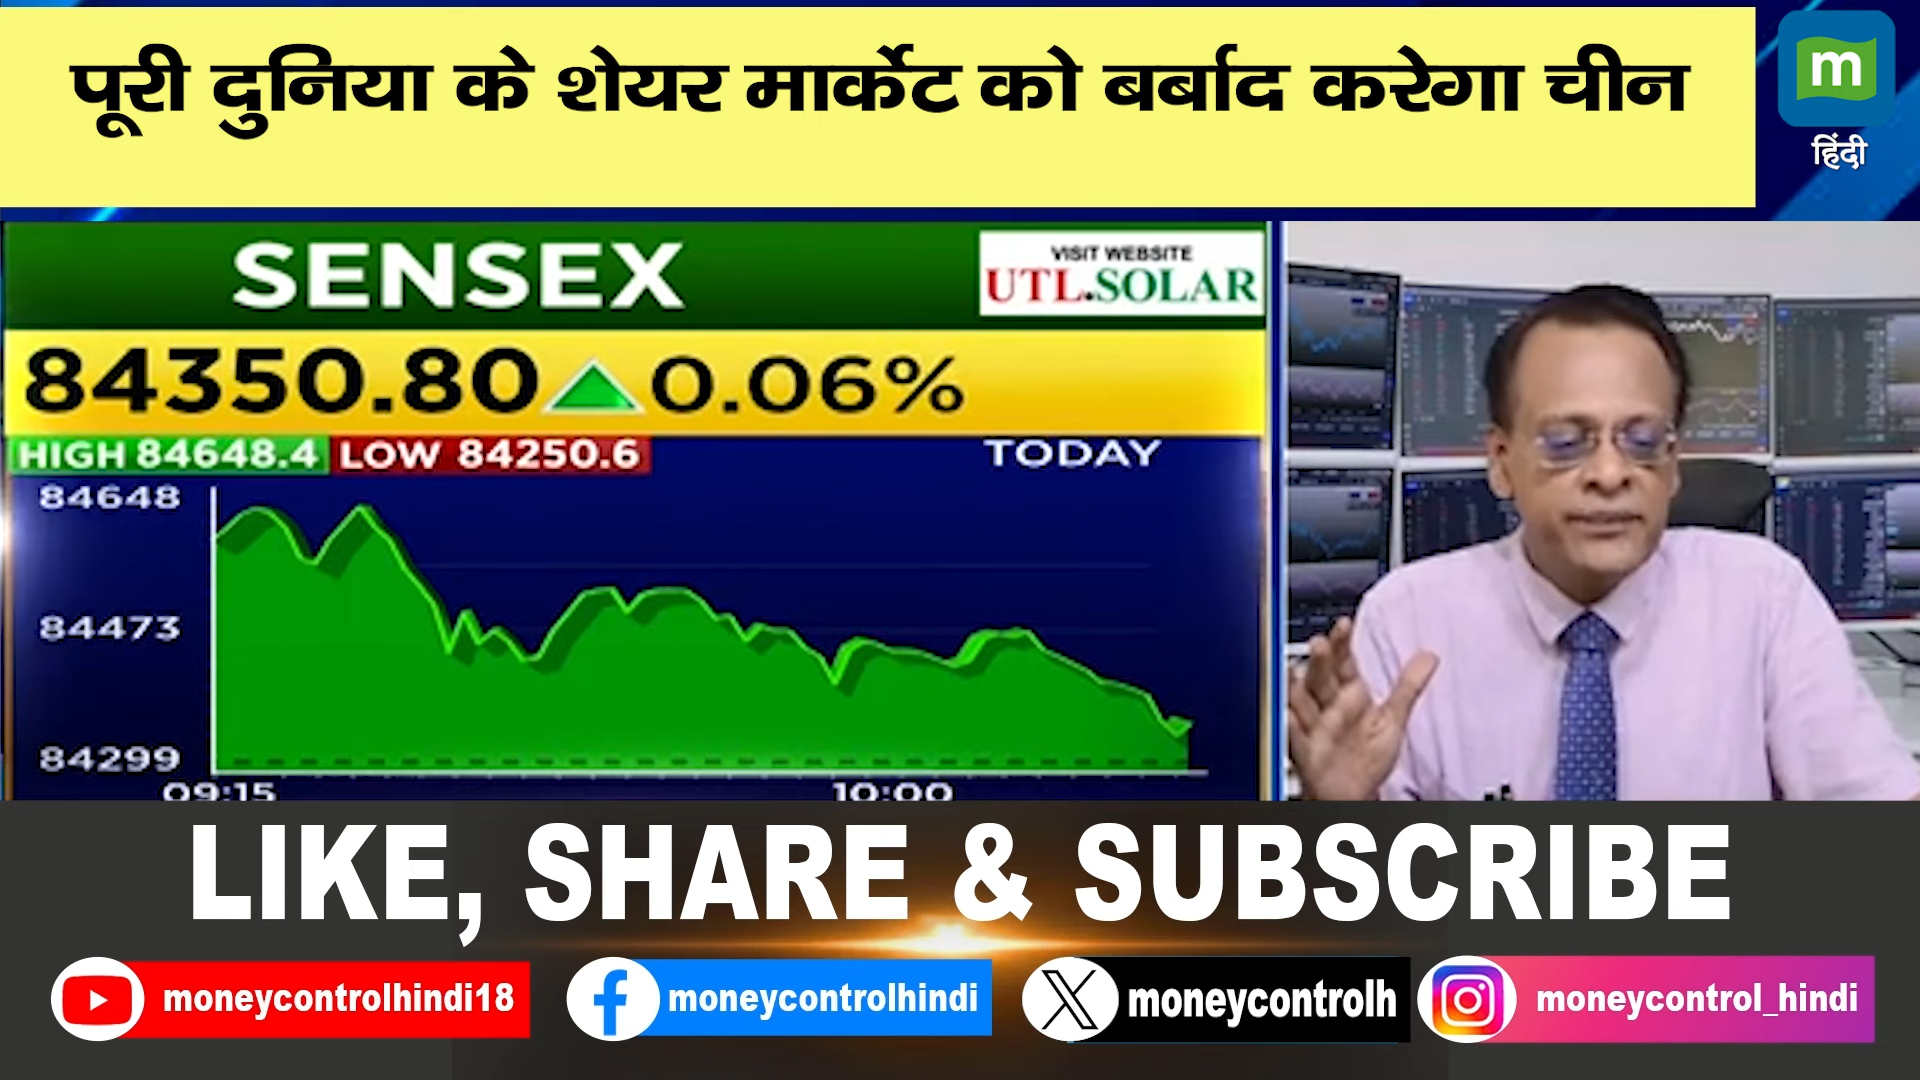 पूरी दुनिया के शेयर मार्केट को बर्बाद करेगा चीन
m
हिंदी
SENSEX
VISIT WEBSITE
UTL.SOLAR
84350.80 0.06%
HIGH 84648.4 LOW 84250.6
TODAY
84648
84473
84299
09:15 10:00
LIKE, SHARE & SUBSCRIBE
moneycontrolhindi18
moneycontrolhindi
moneycontrolh
moneycontrol_hindi